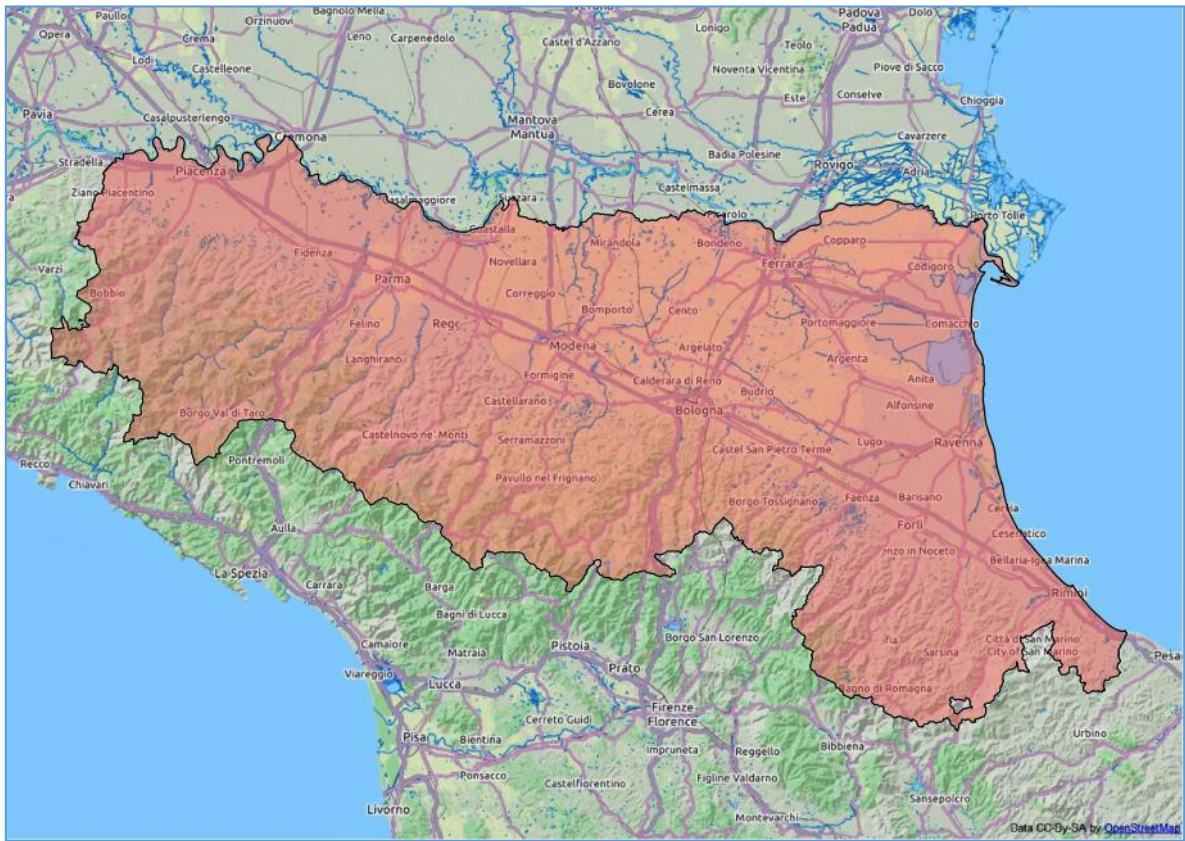 Paullo
Orzinuovi
Bagnolo Mella
Padova
Padua
Dolo
Opera
Crema
Leno
Carpenedolo
Castel d'Azzano
Lonigo
Teolo
Lodi
Castelleone
Bovolone
Noventa Vicentina
Piove di Sacco
Pavia
Casalpusterlengo
Mantova
Mantua
Cerea
Este
Conselve
Chioggia
Cremona
Cavarzere
Stradella
Piacenza
Badia Polesine
Rovigo
Adria
Ziano Piacentino
Castelmassa
Porto Tolle
Guastalla
Mirandola
Bondeno
Copparo
Varzi
Fidenza
Novellara
Ferrara
Codigoro
Bobbio
Parma
Correggio
Bomporto
Cento
Portomaggiore
Comacchio
Felino
Modena
Argelato
Argenta
Langhirano
Formigine
Calderara di Reno
Budrio
Anita
Castellarano
Bologna
Alfonsine
Borgo Val di Taro
Castelnovo ne' Monti
Serramazzoni
Castel San Pietro Terme
Lugo
Ravenna
Recco
Pontremoli
Pavullo nel Frignano
Chiavari
Borgo Tossignano
Faenza
Barisano
Aulla
Forlì
Cesenatico
La Spezia
Bellaria-Igea Marina
Carrara
Barga
Rimini
Bagni di Lucca
Camaiore
Matraia
Pistoia
Borgo San Lorenzo
Città di San Marino
City of San Marino
Sarsina
Viareggio
Lucca
Prato
Bagno di Romagna
Firenze
Florence
Cerreto Guidi
Pisa
Bientina
Impruneta
Reggello
Bibbiena
Urbino
Ponsacco
Castelfiorentino
Figline Valdarno
Livorno
Montevarchi
Sansepolcro
Data CC-By-SA by OpenStreetMap